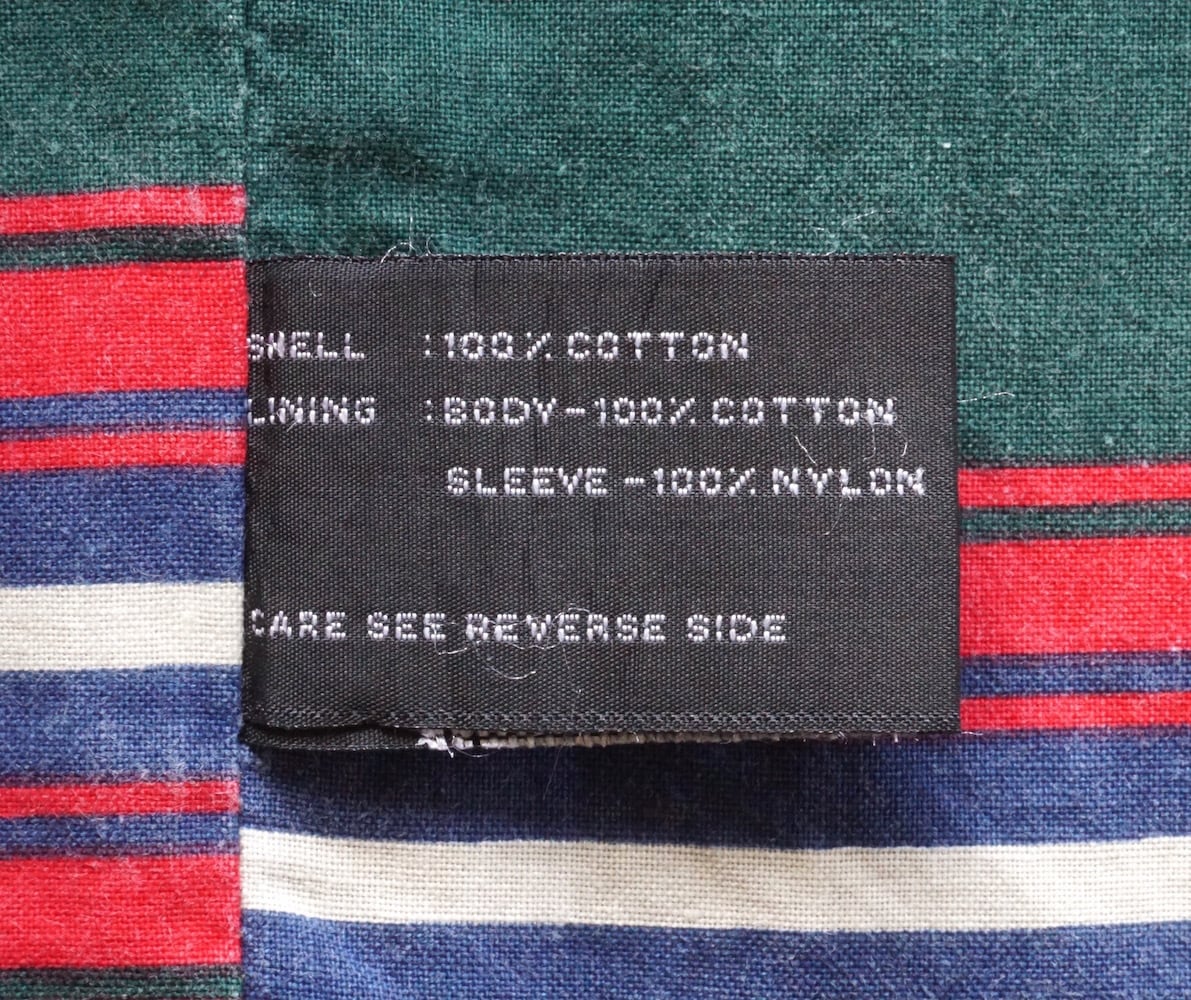 SHELL :100% COTTON
LINING :BODY-100% COTTON
SLEEVE-100% NYLON
CARE SEE REVERSE SIDE